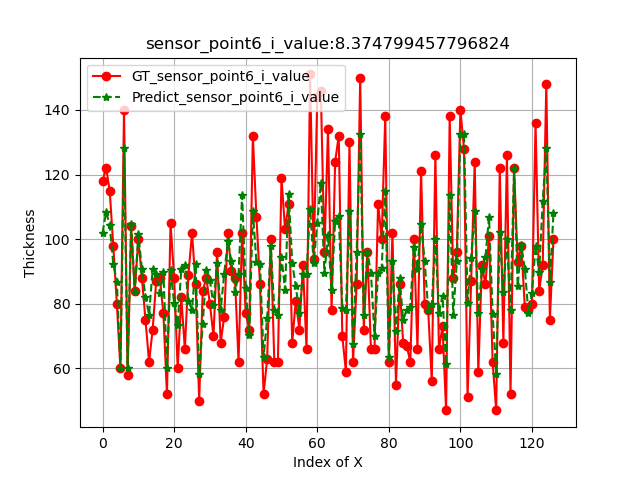 sensor_point6_i_value:8.374799457796824
GT_sensor_point6_i_value
Predict_sensor_point6_i_value
Thickness
140
120
100
80
60
0 20 40 60 80 100 120
Index of X